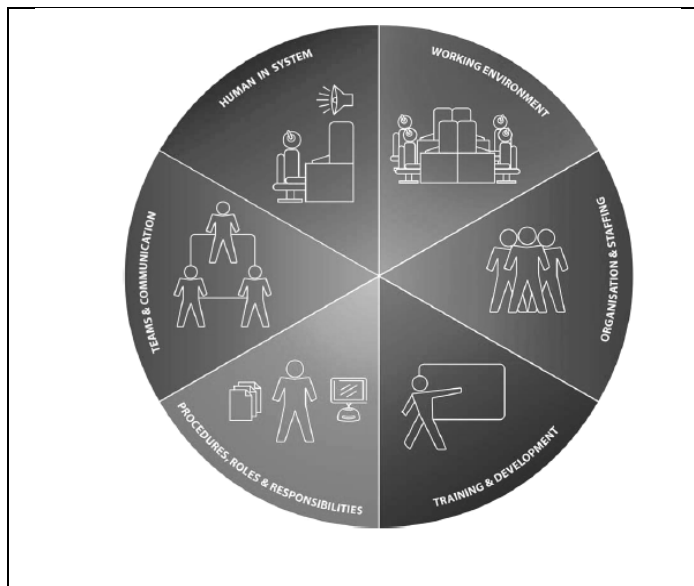 HUMAN IN SYSTEM
WORKING ENVIRONMENT
ORGANISATION & STAFFING
TRAINING & DEVELOPMENT
PROCEDURES, ROLES & RESPONSIBILITIES
TEAMS & COMMUNICATION